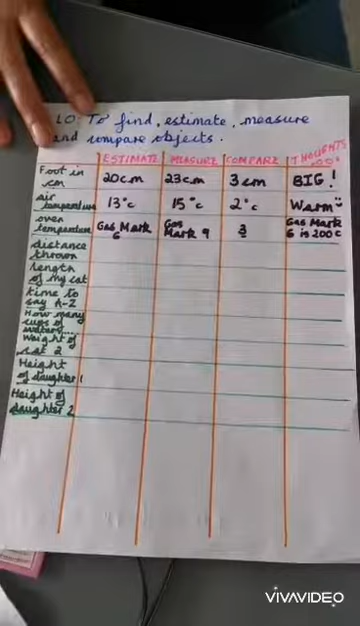 LO: To find, estimate, measure
and compare objects.
ESTIMATE MEASURE COMPARE THOUGHTS
Foot in cm 20cm 23cm 3cm BIG!
air temperature 13°c 15°c 2°c Warm
oven temperature Gas Mark 6 Gas Mark 9 3 Gas Mark 6 is 200c
distance thrown
length of my cat
time to say A-Z
How many cups of water....
Weight of cat 2
Height of daughter 1
Height of daughter 2
VIVAVIDEO